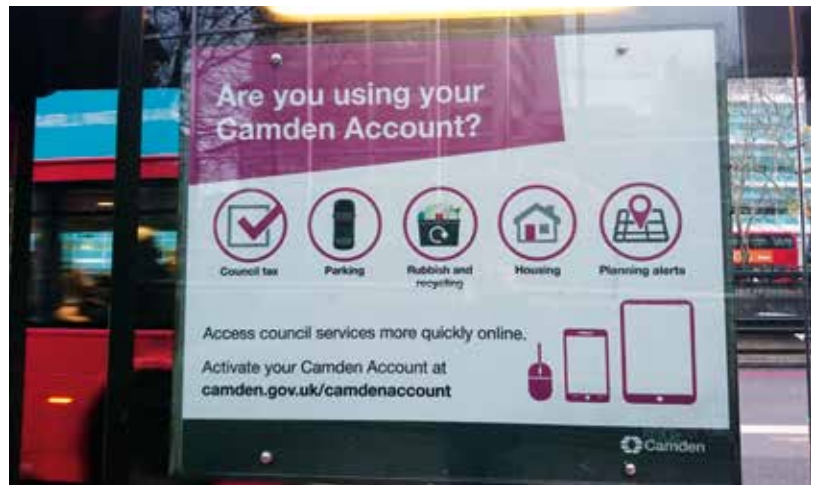 Are you using your
Camden Account?
Council tax
Parking
Rubbish and
recycling
Housing
Planning alerts
Access council services more quickly online.
Activate your Camden Account at
camden.gov.uk/camdenaccount
Camden